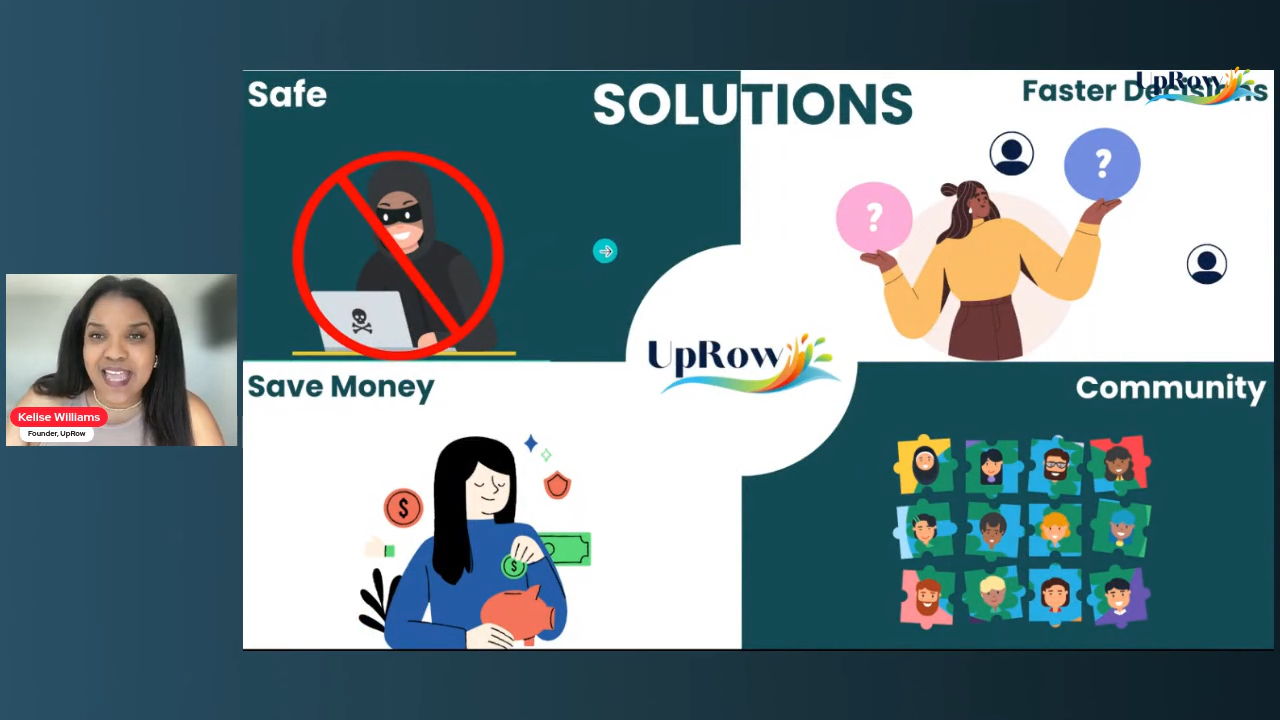 Safe
SOLUTIONS
Faster Decisions
UpRow
?
?
UpRow
Save Money
Community
$
$
Kelise Williams
Founder, UpRow